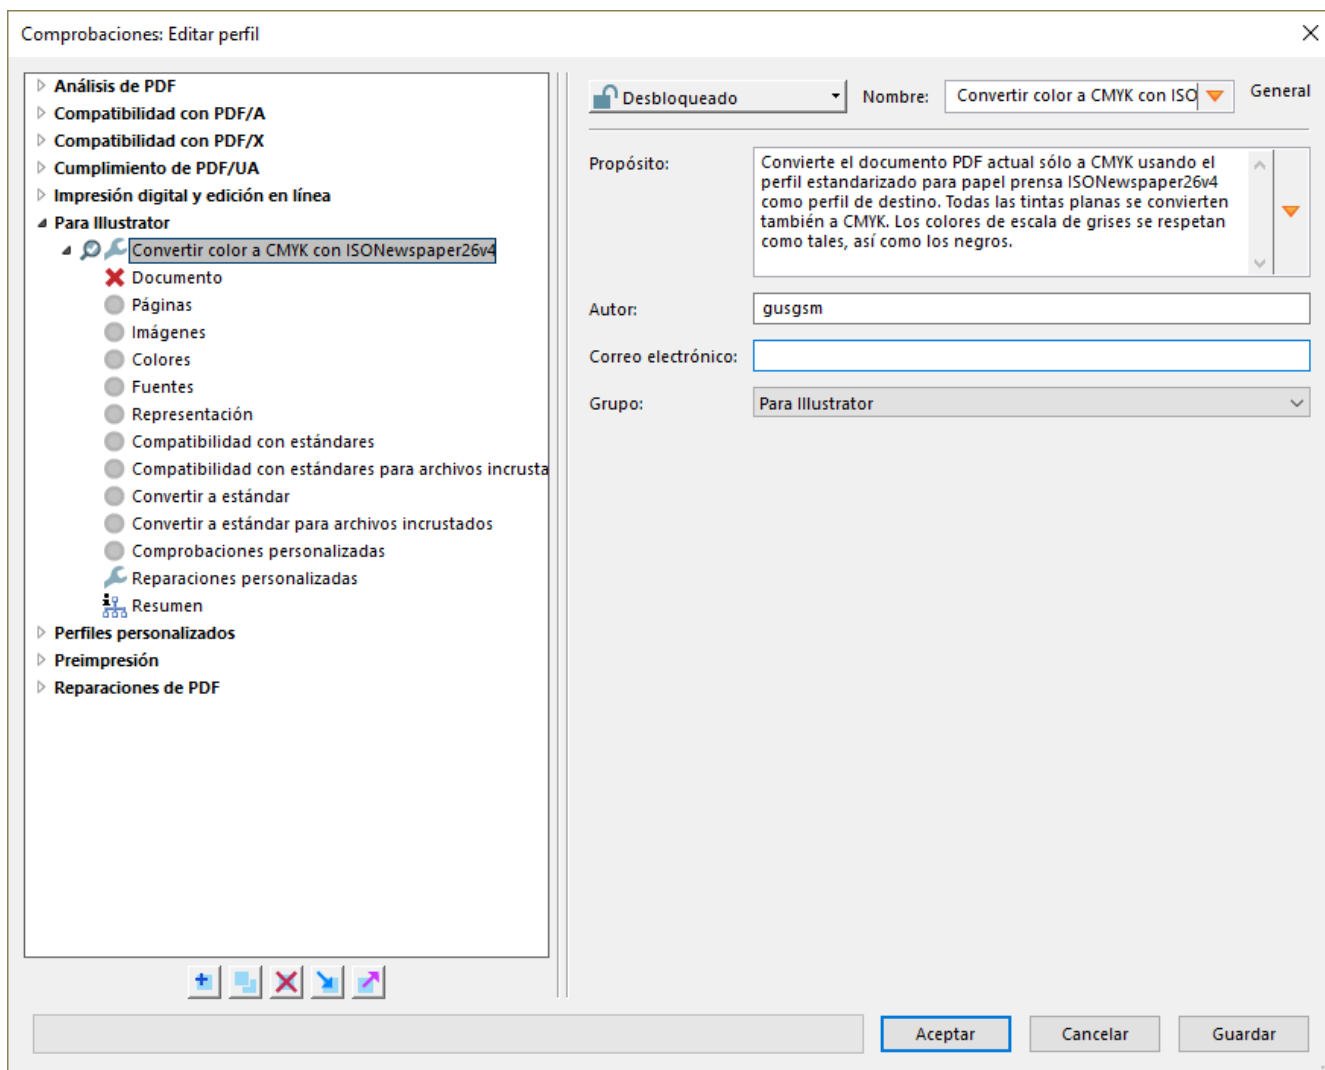 Comprobaciones: Editar perfil
Análisis de PDF
Compatibilidad con PDF/A
Compatibilidad con PDF/X
Cumplimiento de PDF/UA
Impresión digital y edición en línea
Para Illustrator
Convertir color a CMYK con ISONewspaper26v4
Documento
Páginas
Imágenes
Colores
Fuentes
Representación
Compatibilidad con estándares
Compatibilidad con estándares para archivos incrusta
Convertir a estándar
Convertir a estándar para archivos incrustados
Comprobaciones personalizadas
Reparaciones personalizadas
Resumen
Perfiles personalizados
Preimpresión
Reparaciones de PDF
Desbloqueado
Nombre:
Convertir color a CMYK con ISO
General
Propósito:
Convierte el documento PDF actual sólo a CMYK usando el
perfil estandarizado para papel prensa ISONewspaper26v4
como perfil de destino. Todas las tintas planas se convierten
también a CMYK. Los colores de escala de grises se respetan
como tales, así como los negros.
Autor:
gusgsm
Correo electrónico:
Grupo:
Para Illustrator
Aceptar
Cancelar
Guardar